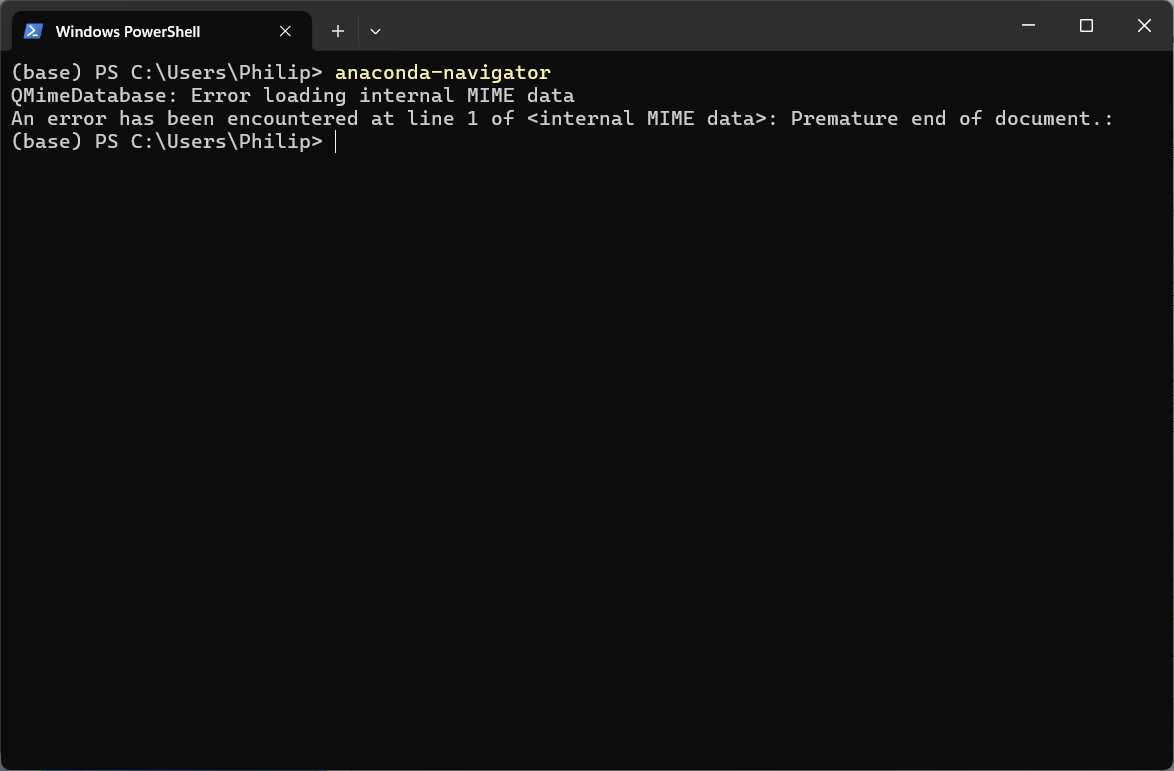 Windows PowerShell
(base) PS C:\Users\Philip> anaconda-navigator
QMimeDatabase: Error loading internal MIME data
An error has been encountered at line 1 of <internal MIME data>: Premature end of document.:
(base) PS C:\Users\Philip>